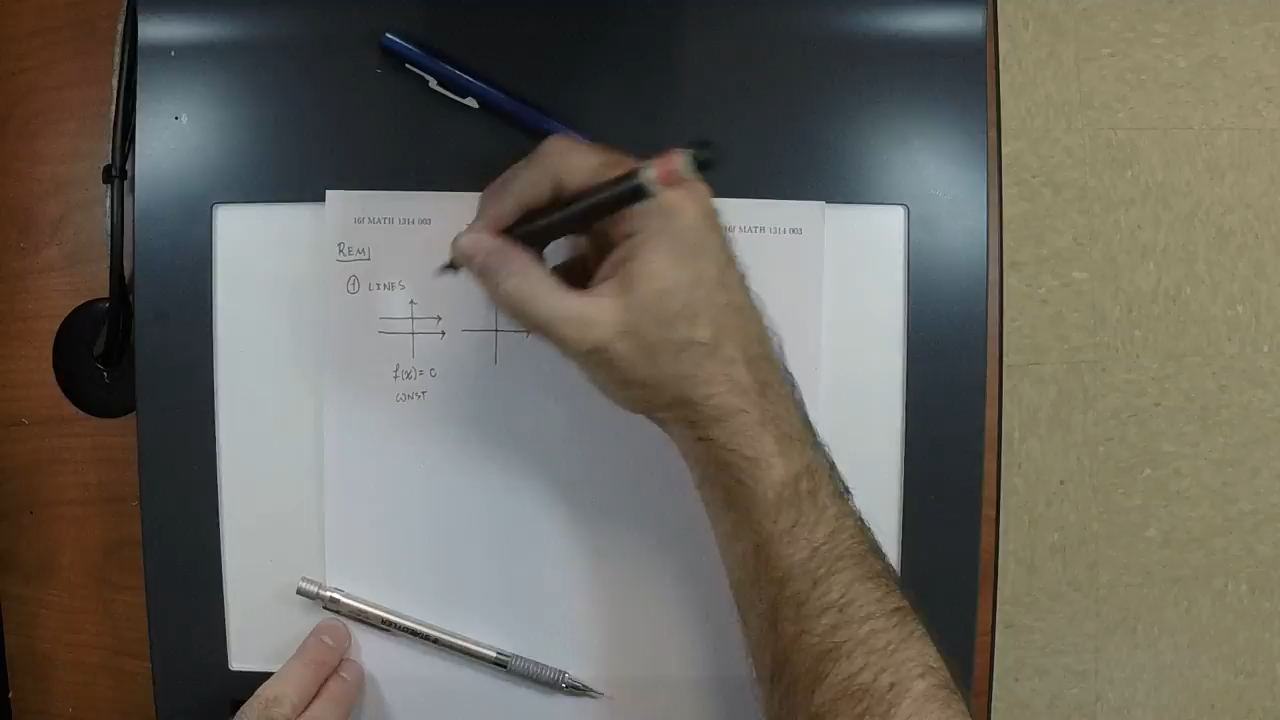 16f MATH 1314 003
16f MATH 1314 003
REM
① LINES
f(x) = C
CONST
STAEDTLER